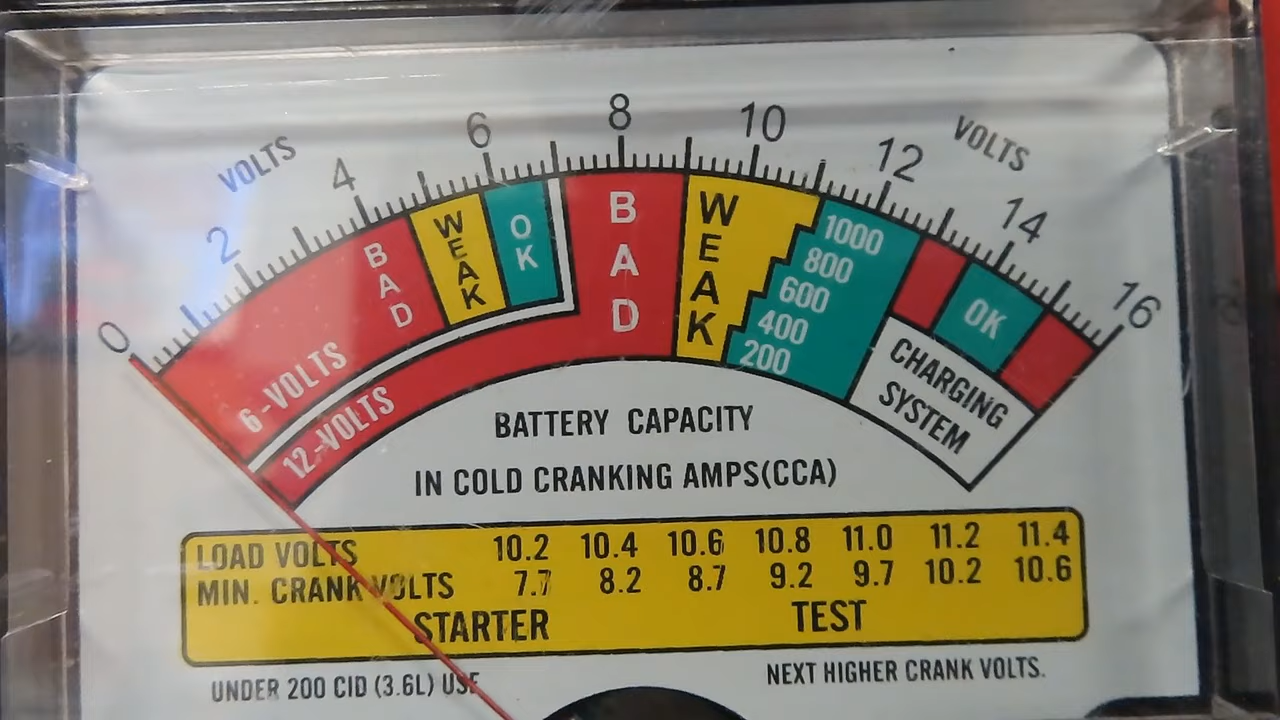 VOLTS
VOLTS
0 2 4 6 8 10 12 14 16
BAD
WEAK
OK
BAD
WEAK
1000
800
600
400
200
OK
6-VOLTS
12-VOLTS
CHARGING
SYSTEM
BATTERY CAPACITY
IN COLD CRANKING AMPS(CCA)
LOAD VOLTS 10.2 10.4 10.6 10.8 11.0 11.2 11.4
MIN. CRANK VOLTS 7.7 8.2 8.7 9.2 9.7 10.2 10.6
STARTER TEST
UNDER 200 CID (3.6L) USE NEXT HIGHER CRANK VOLTS.